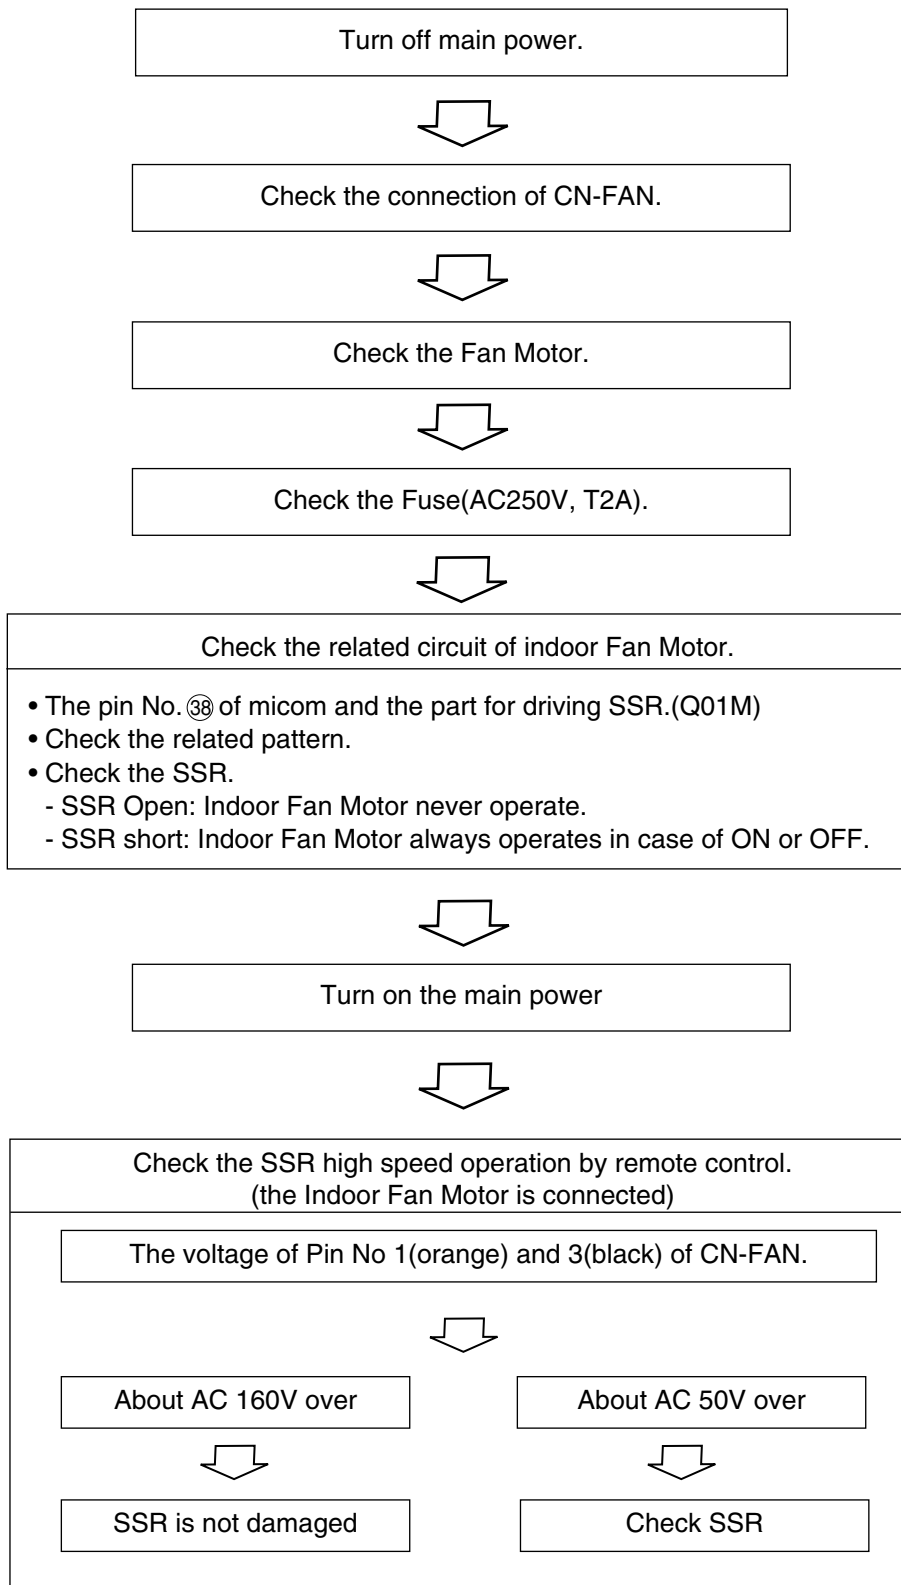 Turn off main power.
Check the connection of CN-FAN.
Check the Fan Motor.
Check the Fuse(AC250V, T2A).
Check the related circuit of indoor Fan Motor.
• The pin No. ㊳ of micom and the part for driving SSR.(Q01M)
• Check the related pattern.
• Check the SSR.
- SSR Open: Indoor Fan Motor never operate.
- SSR short: Indoor Fan Motor always operates in case of ON or OFF.
Turn on the main power
Check the SSR high speed operation by remote control.
(the Indoor Fan Motor is connected)
The voltage of Pin No 1(orange) and 3(black) of CN-FAN.
About AC 160V over
About AC 50V over
SSR is not damaged
Check SSR